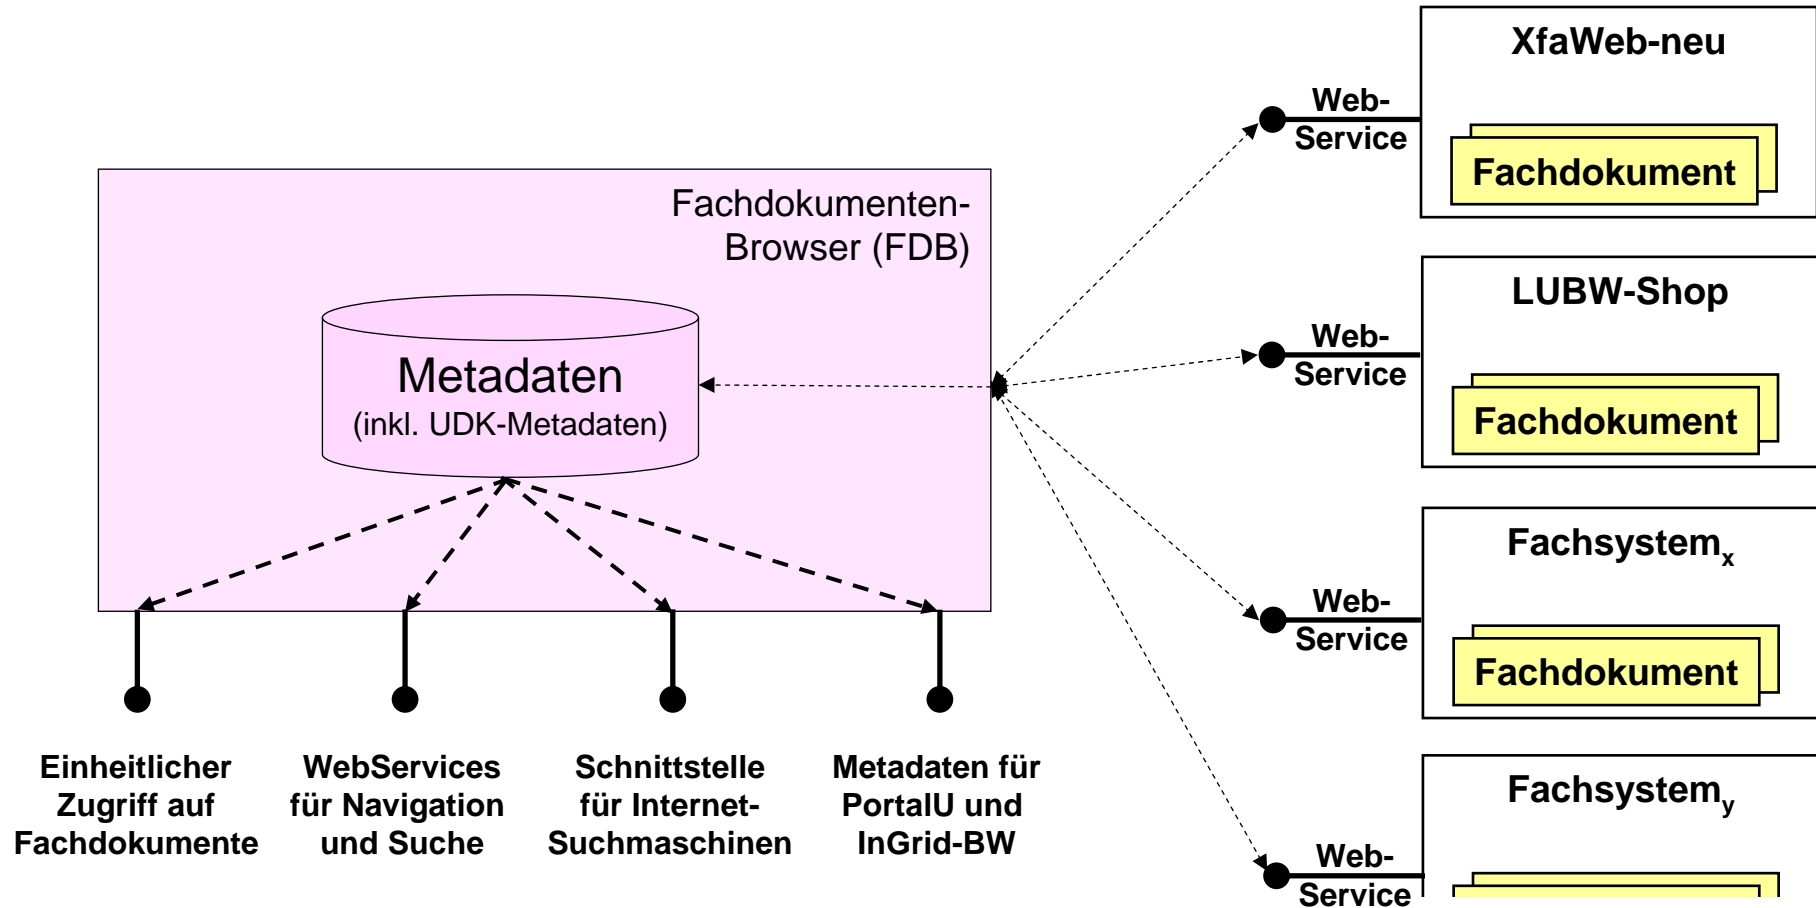 Fachdokumenten-
Browser (FDB)
Metadaten
(inkl. UDK-Metadaten)
Einheitlicher
Zugriff auf
Fachdokumente
WebServices
für Navigation
und Suche
Schnittstelle
für Internet-
Suchmaschinen
Metadaten für
PortalU und
InGrid-BW
Web-
Service
XfaWeb-neu
Fachdokument
Web-
Service
LUBW-Shop
Fachdokument
Web-
Service
Fachsystemx
Fachdokument
Web-
Service
Fachsystemy